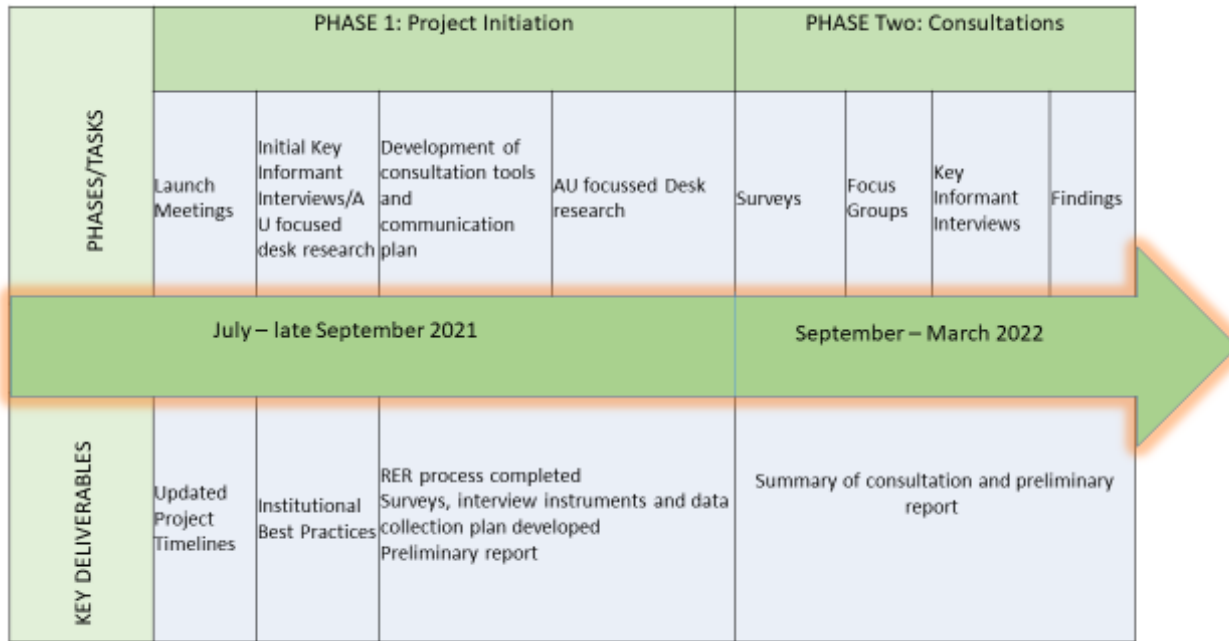 PHASE 1: Project Initiation
PHASE Two: Consultations
PHASES/TASKS
Launch
Meetings
Initial Key
Informant
Interviews/A
U focused
desk research
Development of
consultation tools
and
communication
plan
AU focussed Desk
research
Surveys
Focus
Groups
Key
Informant
Interviews
Findings
July – late September 2021
September – March 2022
KEY DELIVERABLES
Updated
Project
Timelines
Institutional
Best Practices
RER process completed
Surveys, interview instruments and data
collection plan developed
Preliminary report
Summary of consultation and preliminary
report